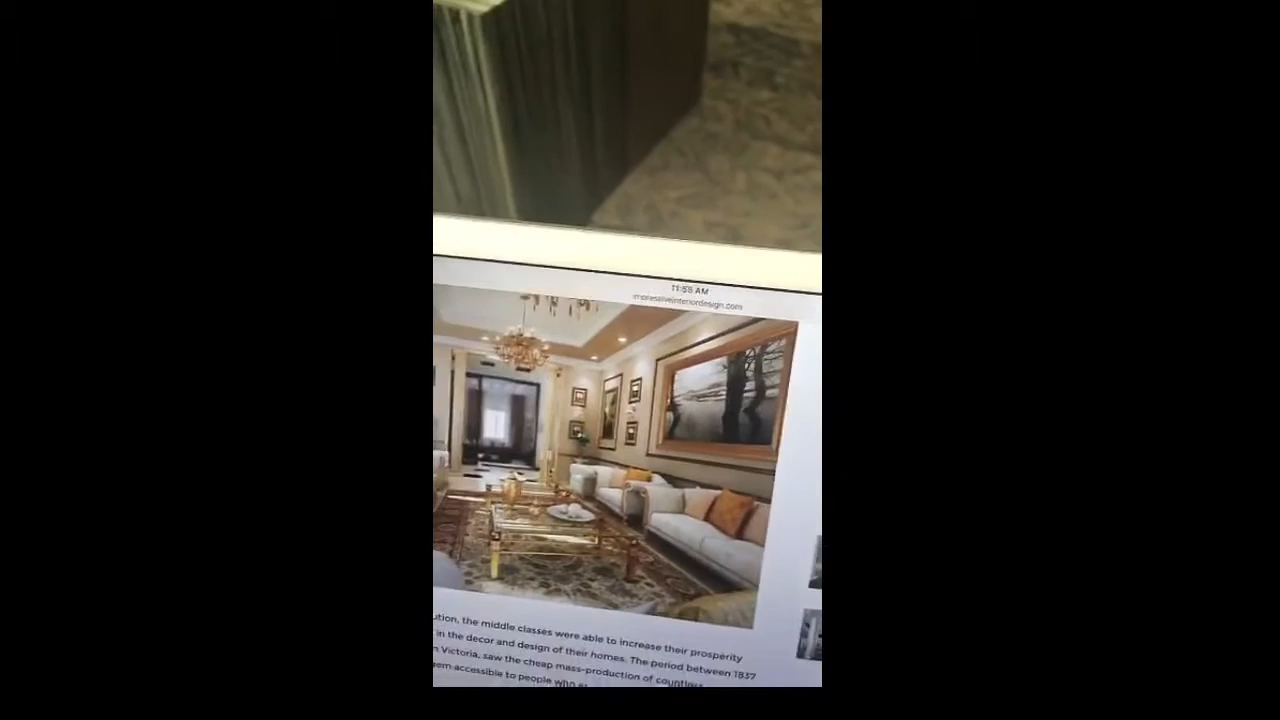 11:55 AM
impressiveinteriordesign.com
ution, the middle classes were able to increase their prosperity
in the decor and design of their homes. The period between 1837
n Victoria, saw the cheap mass-production of countless
em accessible to people who